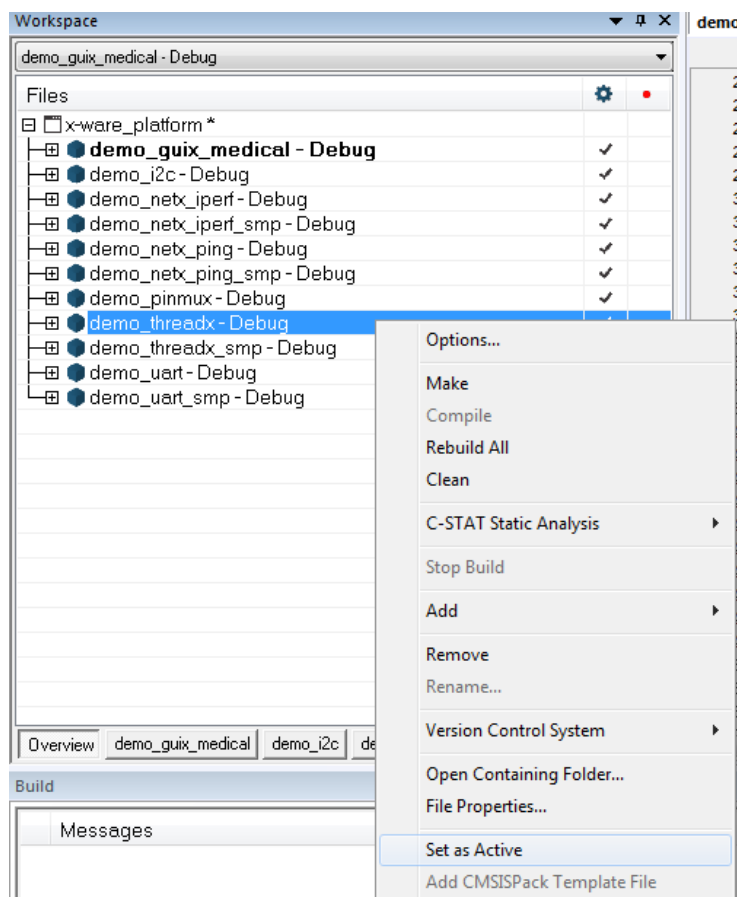 Workspace
demo
demo_guix_medical - Debug
Files
x-ware_platform *
demo_guix_medical - Debug
demo_i2c - Debug
demo_netx_iperf - Debug
demo_netx_iperf_smp - Debug
demo_netx_ping - Debug
demo_netx_ping_smp - Debug
demo_pinmux - Debug
demo_threadx - Debug
demo_threadx_smp - Debug
demo_uart - Debug
demo_uart_smp - Debug
Options...
Make
Compile
Rebuild All
Clean
C-STAT Static Analysis
Stop Build
Add
Remove
Rename...
Version Control System
Open Containing Folder...
File Properties...
Set as Active
Add CMSISPack Template File
Overview demo_guix_medical demo_i2c de
Build
Messages